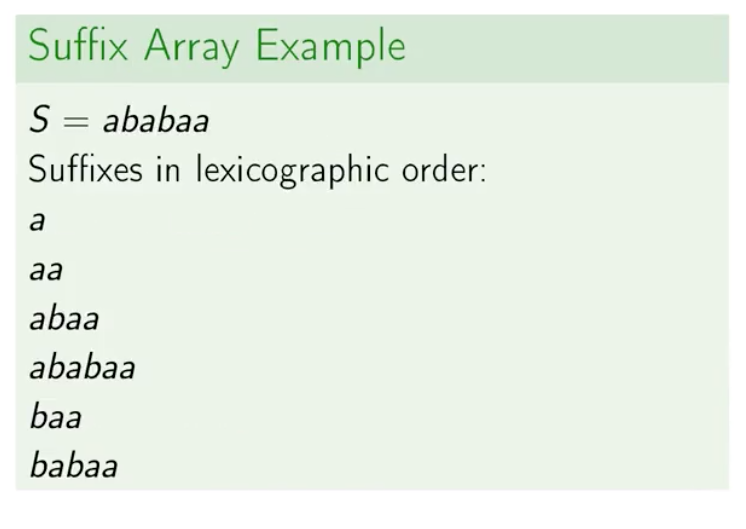 Suffix Array Example
S = ababaa
Suffixes in lexicographic order:
a
aa
abaa
ababaa
baa
babaa